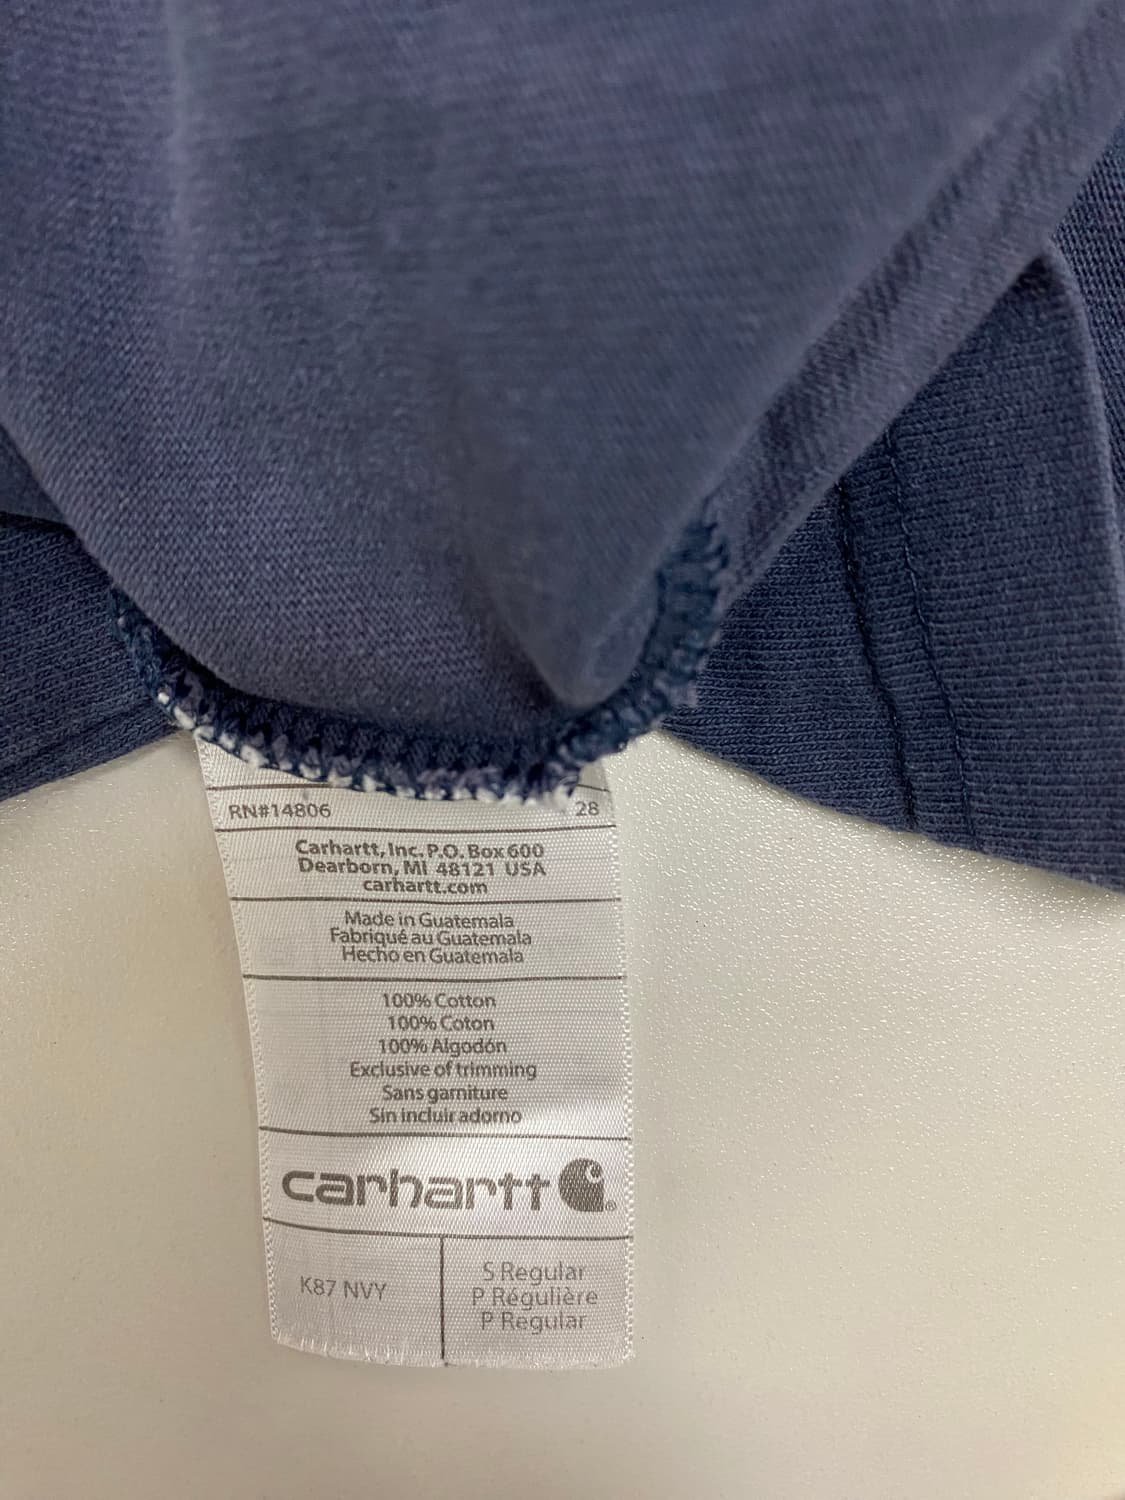 RN#14806 28
Carhartt, Inc. P.O. Box 600
Dearborn, MI 48121 USA
carhartt.com
Made in Guatemala
Fabriqué au Guatemala
Hecho en Guatemala
100% Cotton
100% Coton
100% Algodón
Exclusive of trimming
Sans garniture
Sin incluir adorno
carhartt ®
K87 NVY
S Regular
P Régulière
P Regular